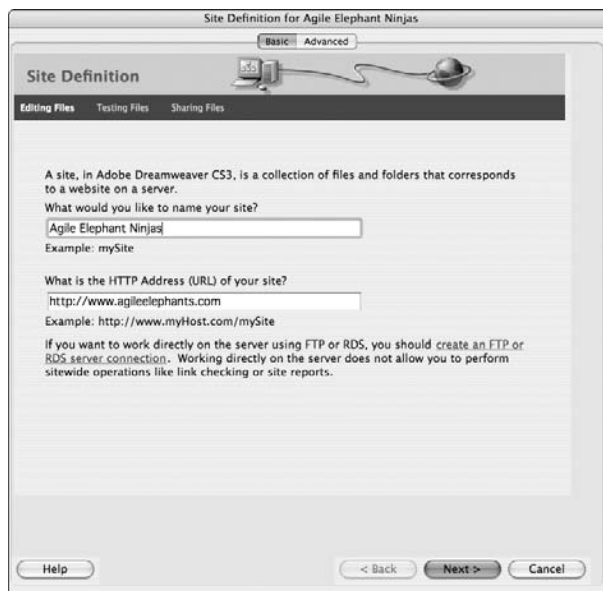 Site Definition for Agile Elephant Ninjas
Basic Advanced
Site Definition
Editing Files Testing Files Sharing Files
A site, in Adobe Dreamweaver CS3, is a collection of files and folders that corresponds
to a website on a server.
What would you like to name your site?
Agile Elephant Ninjas
Example: mySite
What is the HTTP Address (URL) of your site?
http://www.agileelephants.com
Example: http://www.myHost.com/mySite
If you want to work directly on the server using FTP or RDS, you should create an FTP or
RDS server connection. Working directly on the server does not allow you to perform
sitewide operations like link checking or site reports.
Help < Back Next > Cancel